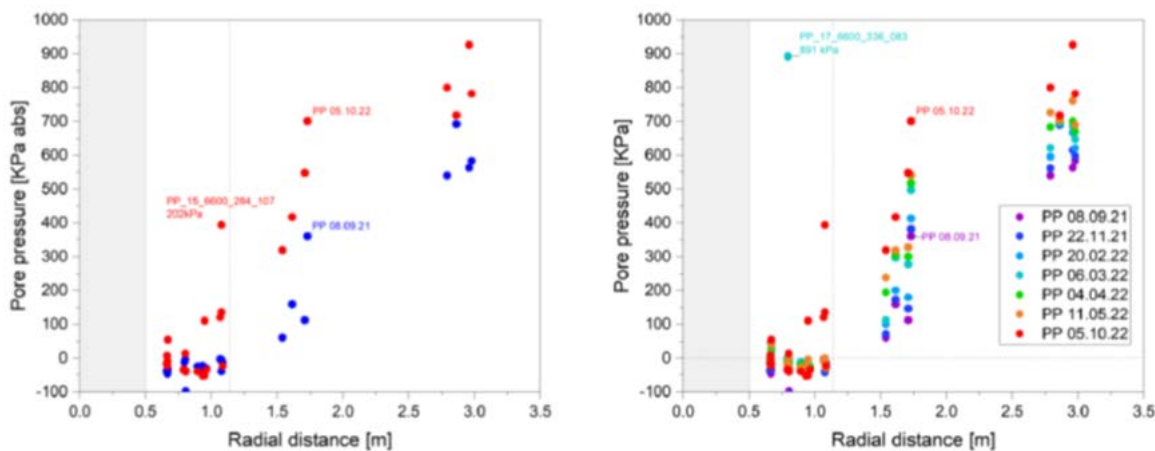 1000
900
800
700
600
500
400
300
200
100
0
-100
Pore pressure [KPa abs]
PP 05.10.22
PP_15_6600_284_107
202kPa
PP 08.09.21
0.0 0.5 1.0 1.5 2.0 2.5 3.0 3.5
Radial distance [m]
1000
900
800
700
600
500
400
300
200
100
0
-100
Pore pressure [KPa]
PP_17_6600_336_083
891 kPa
PP 05.10.22
PP 08.09.21
PP 08.09.21
PP 22.11.21
PP 20.02.22
PP 06.03.22
PP 04.04.22
PP 11.05.22
PP 05.10.22
0.0 0.5 1.0 1.5 2.0 2.5 3.0 3.5
Radial distance [m]